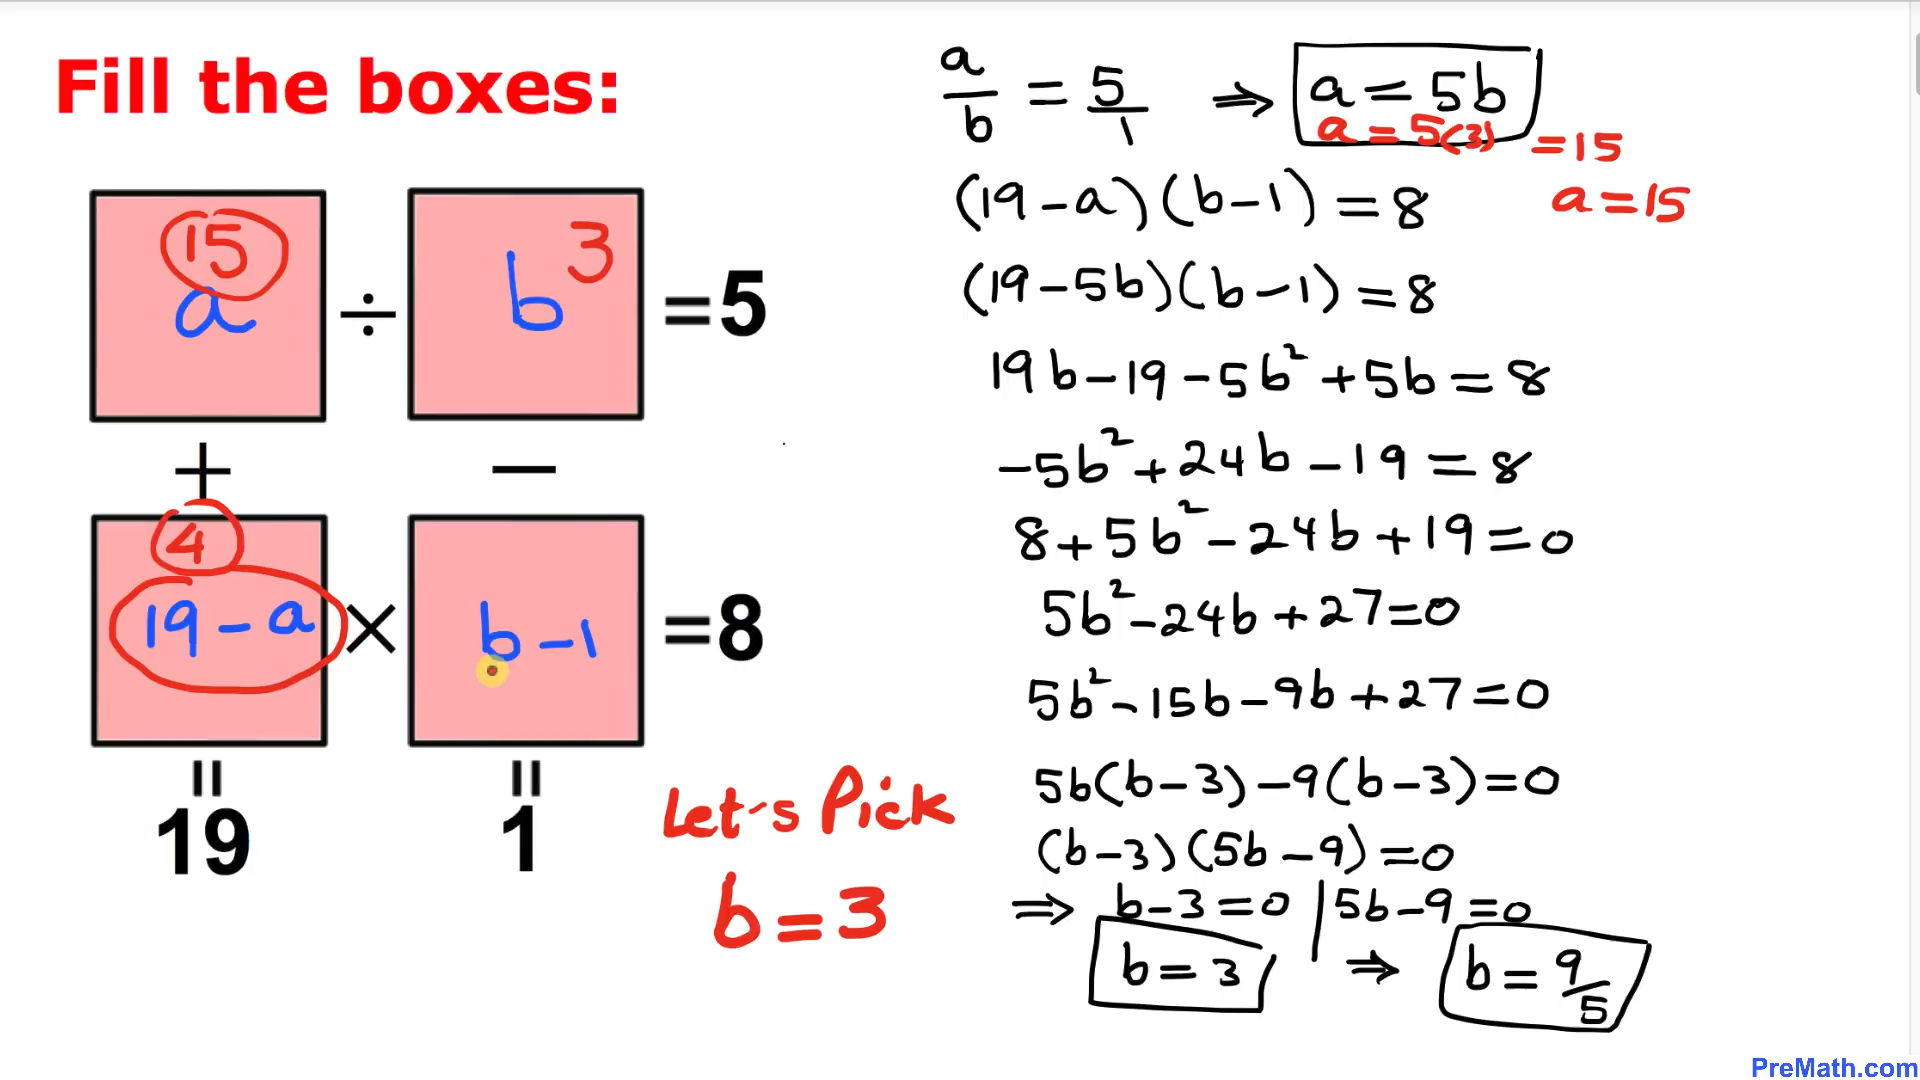 Fill the boxes:
15
a
÷
3
b
=5
+
−
4
19-a
×
b-1
=8
=
19
=
1
Let's Pick
b=3
a/b = 5/1 ⇒ a=5b
a=5(3) =15
a=15
(19-a)(b-1)=8
(19-5b)(b-1)=8
19b-19-5b²+5b=8
-5b²+24b-19=8
8+5b²-24b+19=0
5b²-24b+27=0
5b²-15b-9b+27=0
5b(b-3)-9(b-3)=0
(b-3)(5b-9)=0
⇒ b-3=0 | 5b-9=0
b=3 ⇒ b=9/5
PreMath.com